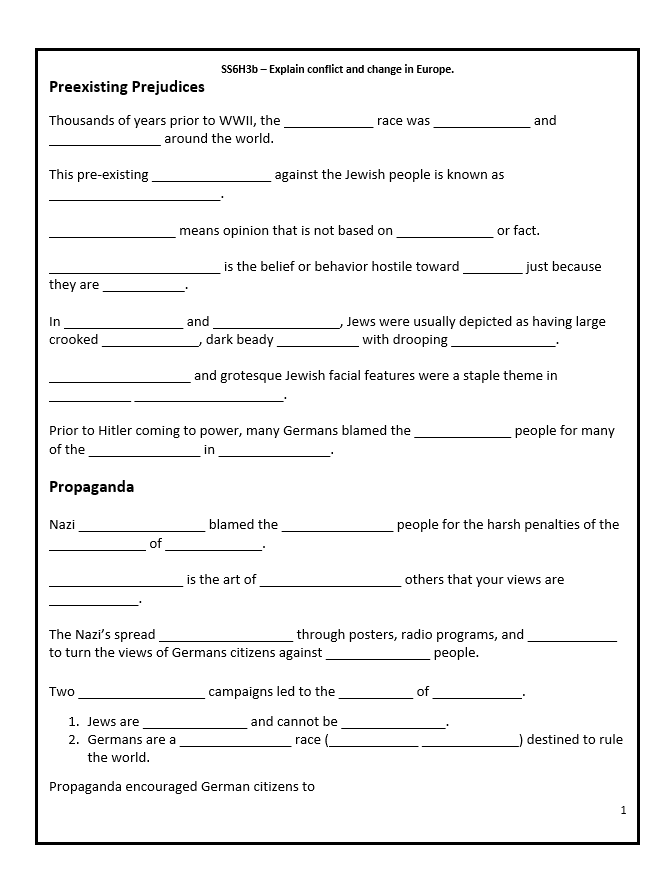 SS6H3b – Explain conflict and change in Europe.
Preexisting Prejudices
Thousands of years prior to WWII, the ____________ race was _____________ and
_______________ around the world.
This pre-existing ________________ against the Jewish people is known as
_______________________.
_________________ means opinion that is not based on _____________ or fact.
_______________________ is the belief or behavior hostile toward ________ just because
they are ___________.
In ________________ and _________________, Jews were usually depicted as having large
crooked _____________, dark beady ___________ with drooping ______________.
___________________ and grotesque Jewish facial features were a staple theme in
___________ ____________________.
Prior to Hitler coming to power, many Germans blamed the _____________ people for many
of the _______________ in _______________.
Propaganda
Nazi _________________ blamed the _______________ people for the harsh penalties of the
_____________ of _____________.
__________________ is the art of ___________________ others that your views are
____________.
The Nazi’s spread __________________ through posters, radio programs, and ____________
to turn the views of Germans citizens against ______________ people.
Two _________________ campaigns led to the __________ of ____________.
1. Jews are ______________ and cannot be ______________.
2. Germans are a _______________ race (____________ _____________) destined to rule
the world.
Propaganda encouraged German citizens to
1